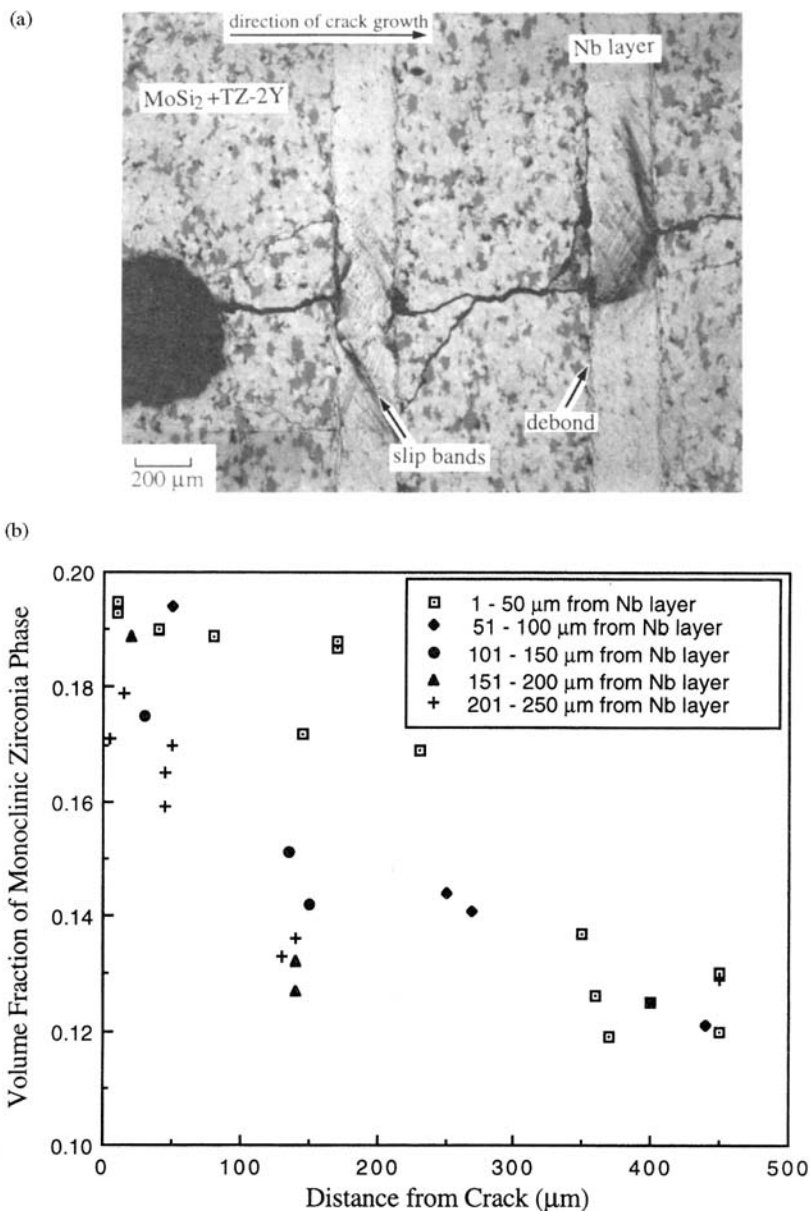 (a)
direction of crack growth
Nb layer
MoSi₂+TZ-2Y
debond
slip bands
200 μm
(b)
Volume Fraction of Monoclinic Zirconia Phase
0.20
0.18
0.16
0.14
0.12
0.10
1 - 50 μm from Nb layer
51 - 100 μm from Nb layer
101 - 150 μm from Nb layer
151 - 200 μm from Nb layer
201 - 250 μm from Nb layer
0
100
200
300
400
500
Distance from Crack (μm)